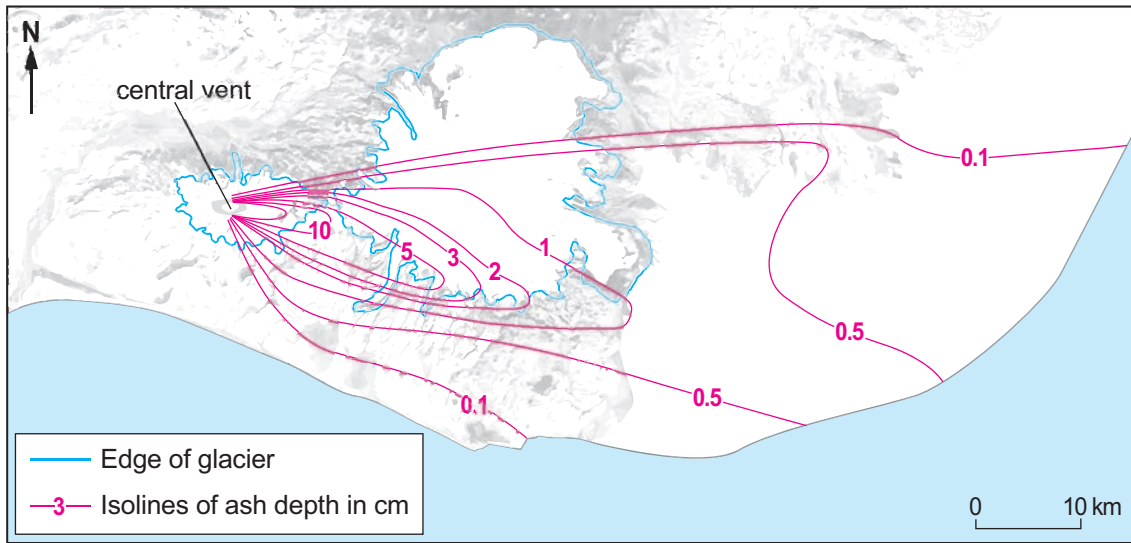 N
central vent
0.1
1
10
3
5
2
0.5
0.5
0.1
Edge of glacier
3 Isolines of ash depth in cm
0 10 km